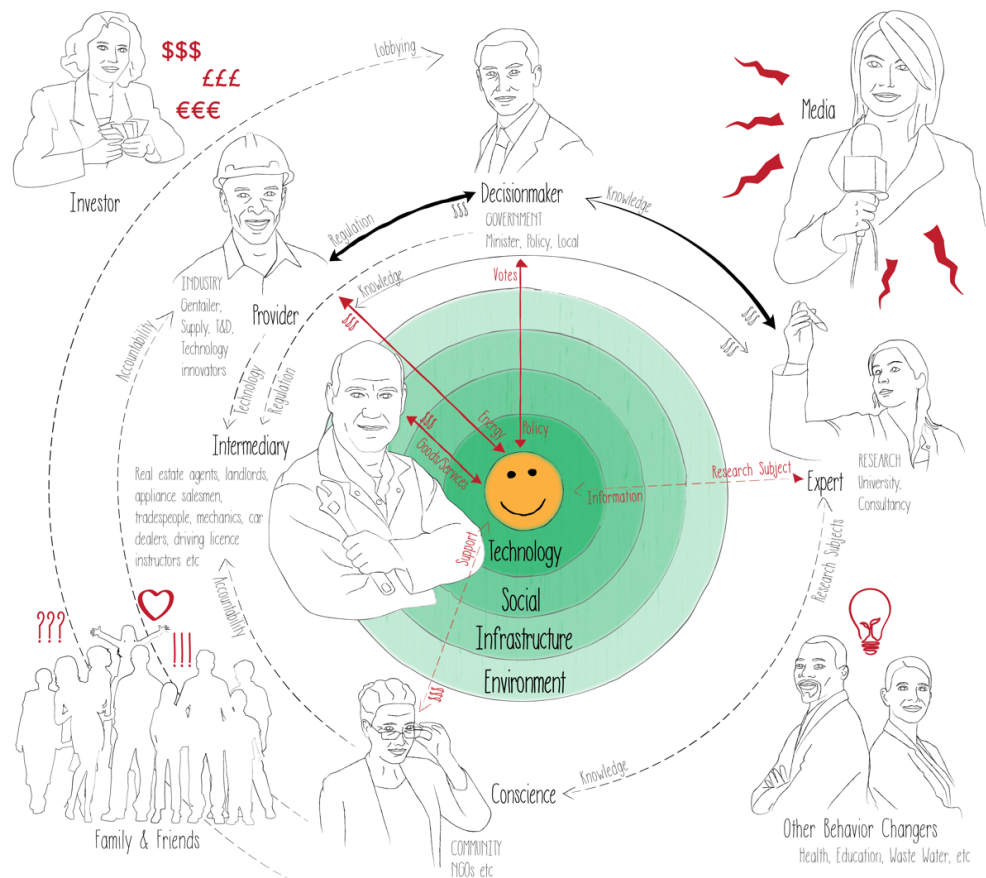 Lobbying
$$$
£££
€€€
Investor
Media
Decisionmaker
GOVERNMENT
Minister, Policy, Local
Regulation
$$$
Knowledge
$$$
$$$
Knowledge
$$$
Votes
Policy
INDUSTRY
Gentailer,
Supply, T&D,
Technology
innovators
Provider
Accountability
Technology
Regulation
Energy
$$$
Goods/Services
Intermediary
Real estate agents, landlords,
appliance salesmen,
tradespeople, mechanics, car
dealers, driving licence
instructors etc
Research Subject
Information
Expert
RESEARCH
University,
Consultancy
Support
$$$
Technology
Social
Infrastructure
Environment
Accountability
Research Subjects
???
!!!
Family & Friends
Conscience
COMMUNITY
NGOs etc
Knowledge
Other Behavior Changers
Health, Education, Waste Water, etc